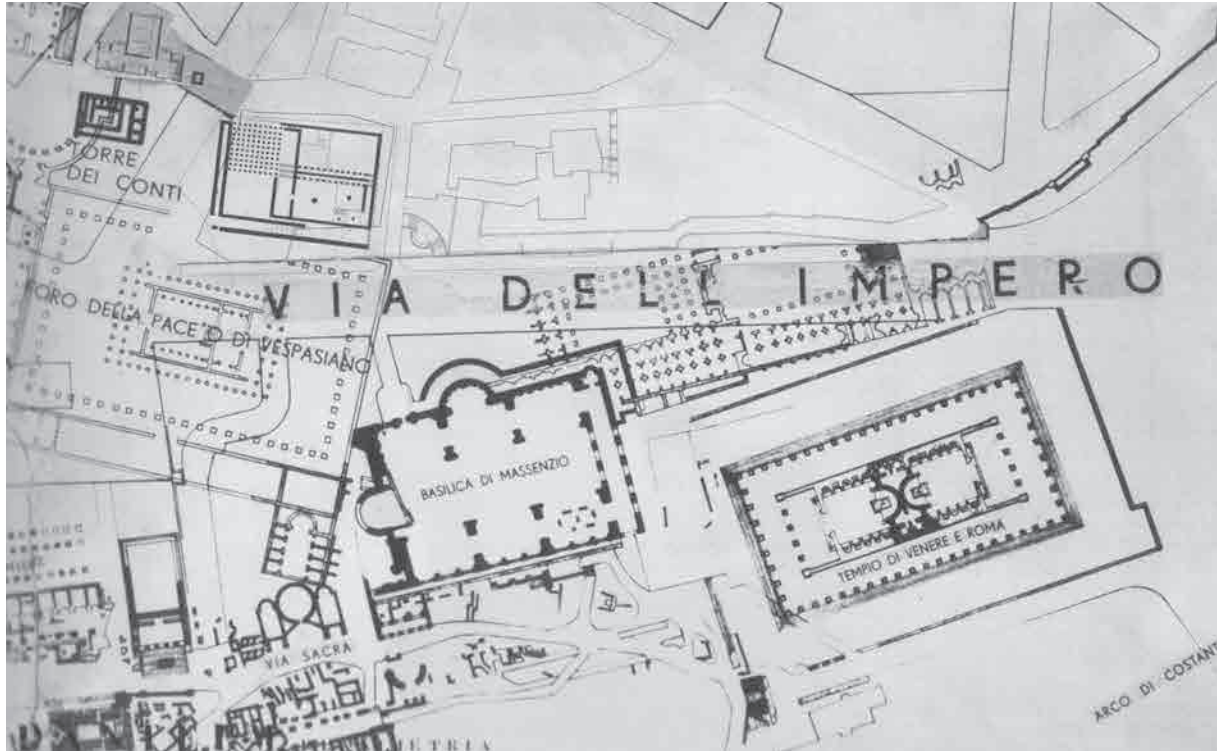 TORRE
DEI CONTI
VIA DELL IMPERO
FORO DELLA PACE O DI VESPASIANO
BASILICA DI MASSENZIO
TEMPIO DI VENERE E ROMA
VIA SACRA
ARCO DI COSTANT